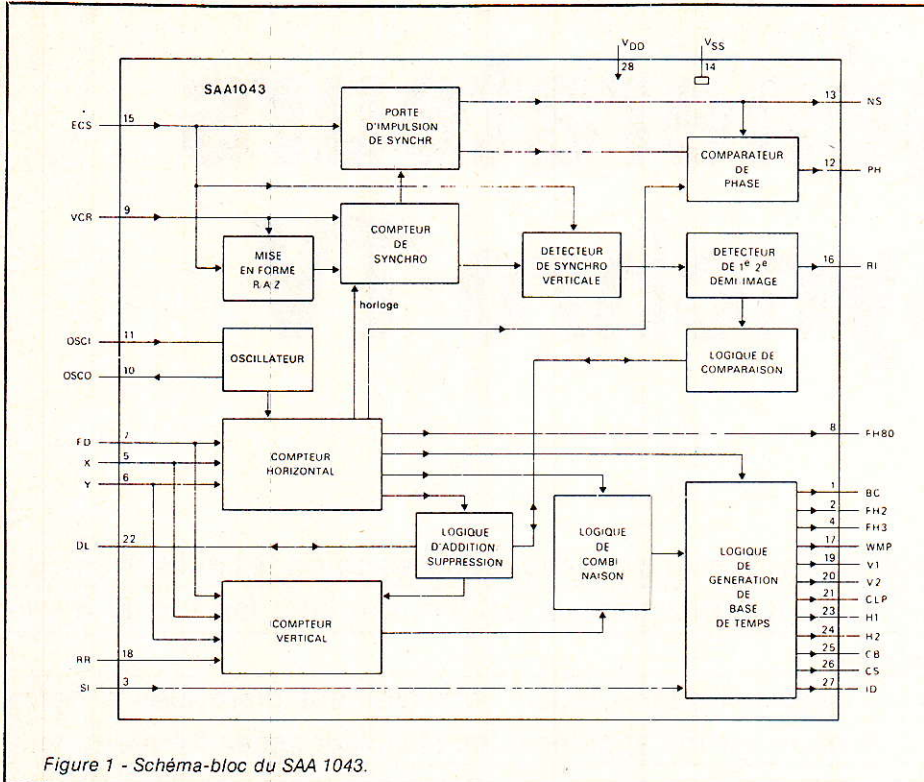 VDD
28
VSS
14
SAA1043
ECS
15
PORTE
D'IMPULSION
DE SYNCHR
13
NS
COMPARATEUR
DE
PHASE
12
PH
VCR
9
MISE
EN FORME
R.A.Z
COMPTEUR
DE
SYNCHRO
DETECTEUR
DE SYNCHRO
VERTICALE
DETECTEUR
DE 1e 2e
DEMI-IMAGE
16
RI
horloge
OSCI
11
OSCO
10
OSCILLATEUR
LOGIQUE DE
COMPARAISON
FD
7
X
5
Y
6
COMPTEUR
HORIZONTAL
8
FH80
DL
22
LOGIQUE
D'ADDITION
SUPPRESSION
LOGIQUE
DE
COMBI
NAISON
LOGIQUE
DE
GENERATION
DE
BASE
DE TEMPS
1
BC
2
FH2
4
FH3
17
WMP
19
V1
20
V2
21
CLP
23
H1
24
H2
25
CB
26
CS
27
ID
COMPTEUR
VERTICAL
RR
18
SI
3
Figure 1 - Schéma-bloc du SAA 1043.